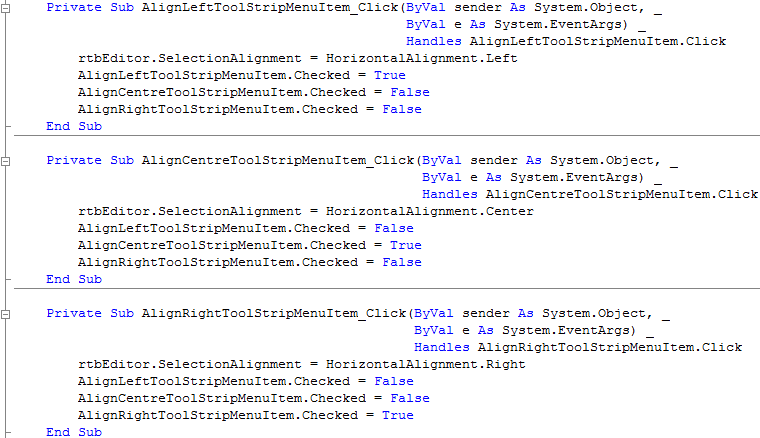 Private Sub AlignLeftToolStripMenuItem_Click(ByVal sender As System.Object, _
ByVal e As System.EventArgs) _
Handles AlignLeftToolStripMenuItem.Click
rtbEditor.SelectionAlignment = HorizontalAlignment.Left
AlignLeftToolStripMenuItem.Checked = True
AlignCentreToolStripMenuItem.Checked = False
AlignRightToolStripMenuItem.Checked = False
End Sub
Private Sub AlignCentreToolStripMenuItem_Click(ByVal sender As System.Object, _
ByVal e As System.EventArgs) _
Handles AlignCentreToolStripMenuItem.Click
rtbEditor.SelectionAlignment = HorizontalAlignment.Center
AlignLeftToolStripMenuItem.Checked = False
AlignCentreToolStripMenuItem.Checked = True
AlignRightToolStripMenuItem.Checked = False
End Sub
Private Sub AlignRightToolStripMenuItem_Click(ByVal sender As System.Object, _
ByVal e As System.EventArgs) _
Handles AlignRightToolStripMenuItem.Click
rtbEditor.SelectionAlignment = HorizontalAlignment.Right
AlignLeftToolStripMenuItem.Checked = False
AlignCentreToolStripMenuItem.Checked = False
AlignRightToolStripMenuItem.Checked = True
End Sub